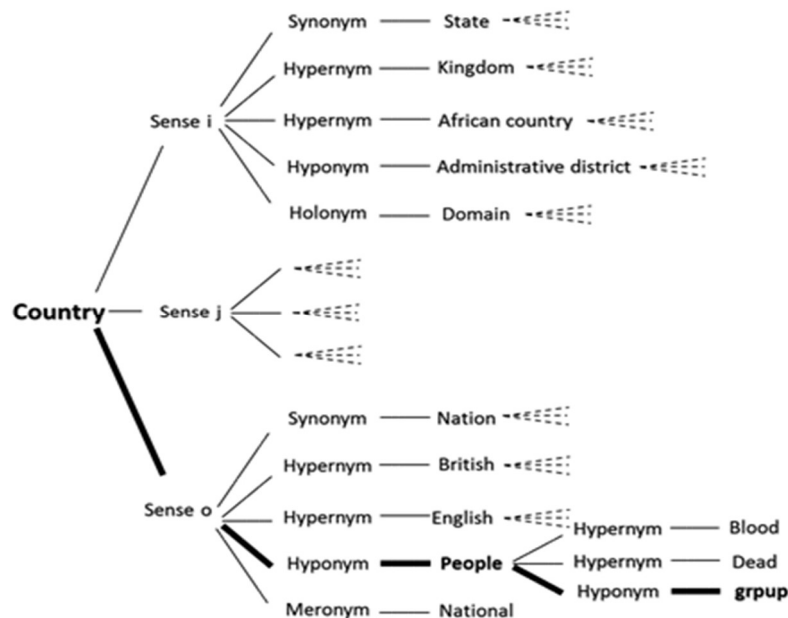 Synonym State
Hypernym Kingdom
Sense i Hypernym African country
Hyponym Administrative district
Holonym Domain
Country Sense j
Synonym Nation
Hypernym British
Sense o Hypernym English
Hypernym Blood
Hyponym People Hypernym Dead
Hyponym grpup
Meronym National